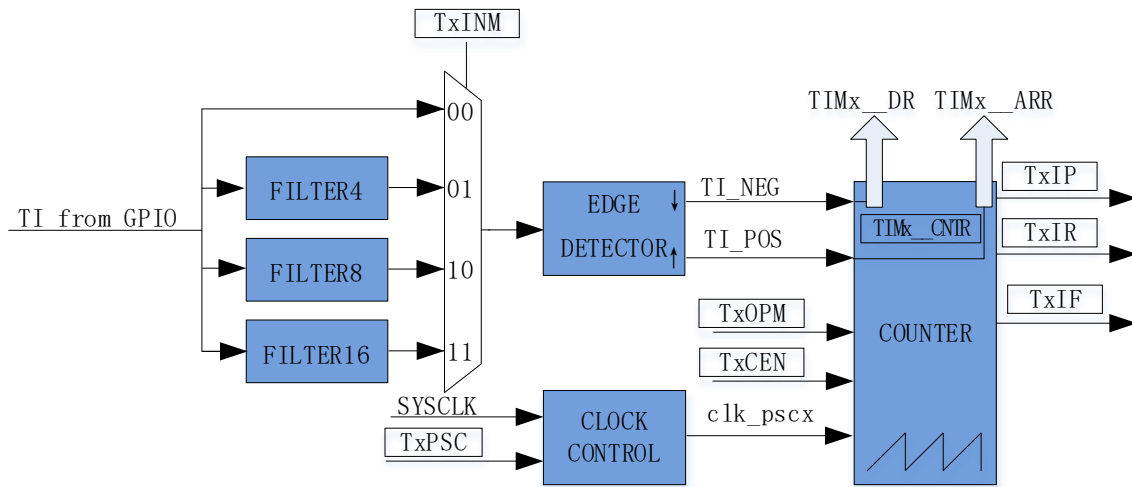 TxINM
TIMx__DR
TIMx__ARR
00
FILTER4
01
TI from GPIO
FILTER8
10
FILTER16
11
EDGE ↓
DETECTOR↑
TI_NEG
TI_POS
TIMx__CNTR
TxIP
TxIR
TxIF
TxOPM
TxCEN
COUNTER
SYSCLK
TxPSC
CLOCK
CONTROL
clk_pscx